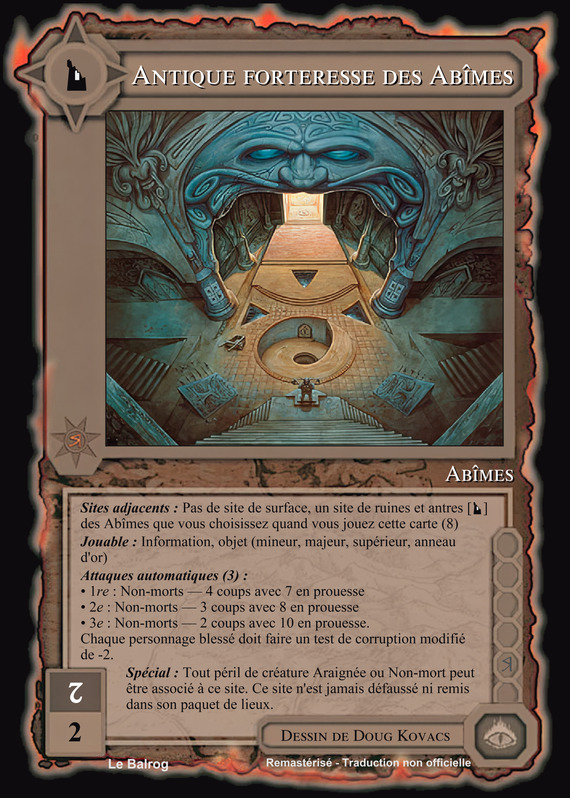 Antique forteresse des Abîmes
Abîmes
Sites adjacents : Pas de site de surface, un site de ruines et antres [ ]
des Abîmes que vous choisissez quand vous jouez cette carte (8)
Jouable : Information, objet (mineur, majeur, supérieur, anneau
d'or)
Attaques automatiques (3) :
• 1re : Non-morts — 4 coups avec 7 en prouesse
• 2e : Non-morts — 3 coups avec 8 en prouesse
• 3e : Non-morts — 2 coups avec 10 en prouesse.
Chaque personnage blessé doit faire un test de corruption modifié
de -2.
Spécial : Tout péril de créature Araignée ou Non-mort peut
être associé à ce site. Ce site n'est jamais défaussé ni remis
dans son paquet de lieux.
2
Dessin de Doug Kovacs
Le Balrog
Remastérisé - Traduction non officielle